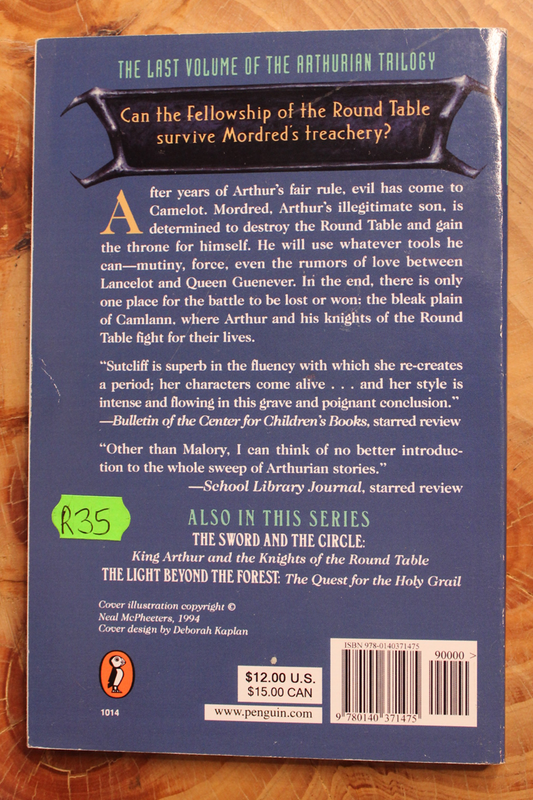 THE LAST VOLUME OF THE ARTHURIAN TRILOGY
Can the Fellowship of the Round Table
survive Mordred's treachery?
After years of Arthur's fair rule, evil has come to
Camelot. Mordred, Arthur's illegitimate son, is
determined to destroy the Round Table and gain
the throne for himself. He will use whatever tools he
can—mutiny, force, even the rumors of love between
Lancelot and Queen Guenever. In the end, there is only
one place for the battle to be lost or won: the bleak plain
of Camlann, where Arthur and his knights of the Round
Table fight for their lives.
“Sutcliff is superb in the fluency with which she re-creates
a period; her characters come alive . . . and her style is
intense and flowing in this grave and poignant conclusion.”
—Bulletin of the Center for Children's Books, starred review
“Other than Malory, I can think of no better introduc-
tion to the whole sweep of Arthurian stories.”
—School Library Journal, starred review
R35
ALSO IN THIS SERIES
THE SWORD AND THE CIRCLE:
King Arthur and the Knights of the Round Table
THE LIGHT BEYOND THE FOREST: The Quest for the Holy Grail
Cover illustration copyright ©
Neal McPheeters, 1994
Cover design by Deborah Kaplan
1014
$12.00 U.S.
$15.00 CAN
www.penguin.com
ISBN 978-0140371475
90000 >
9 780140 371475